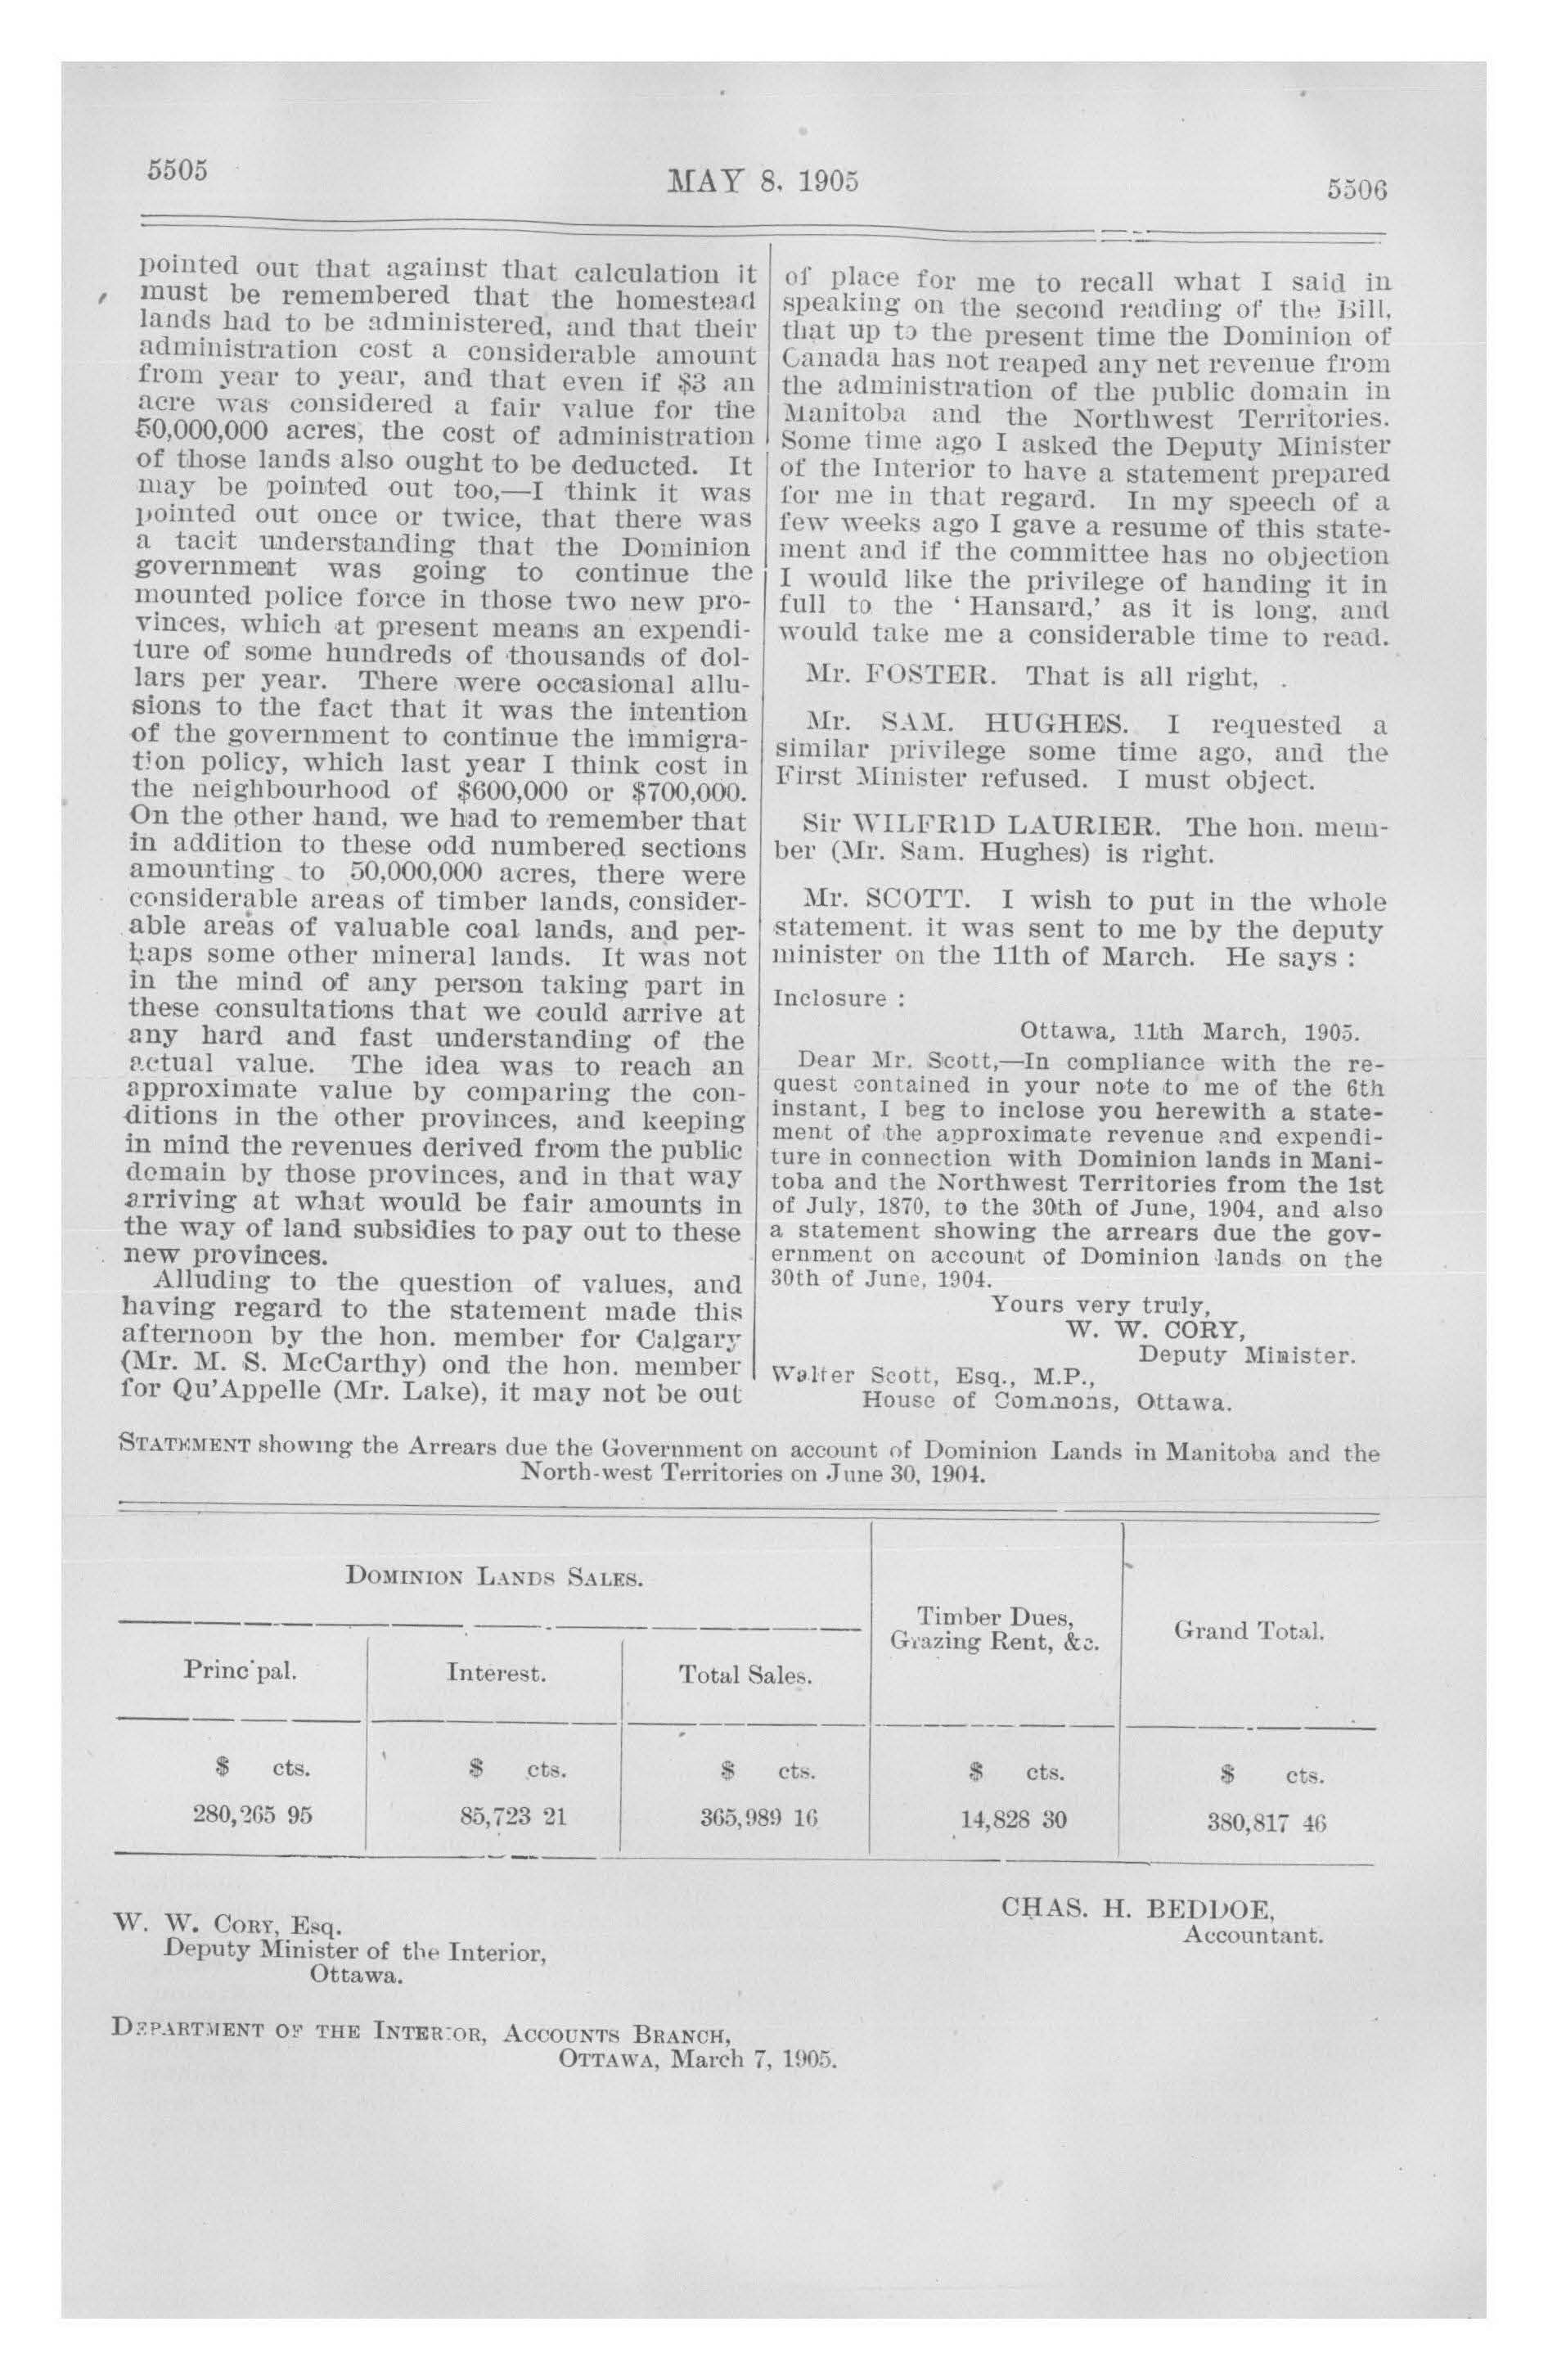 5505
MAY 8, 1905
5506
pointed out that against that calculation it
must be remembered that the homestead
lands had to be administered, and that their
administration cost a considerable amount
from year to year, and that even if $3 an
acre was considered a fair value for the
50,000,000 acres, the cost of administration
of those lands also ought to be deducted. It
may be pointed out too,—I think it was
pointed out once or twice, that there was
a tacit understanding that the Dominion
government was going to continue the
mounted police force in those two new pro-
vinces, which at present means an expendi-
ture of some hundreds of thousands of dol-
lars per year. There were occasional allu-
sions to the fact that it was the intention
of the government to continue the immigra-
tion policy, which last year I think cost in
the neighbourhood of $600,000 or $700,000.
On the other hand, we had to remember that
in addition to these odd numbered sections
amounting to 50,000,000 acres, there were
considerable areas of timber lands, consider-
able areas of valuable coal lands, and per-
haps some other mineral lands. It was not
in the mind of any person taking part in
these consultations that we could arrive at
any hard and fast understanding of the
actual value. The idea was to reach an
approximate value by comparing the con-
ditions in the other provinces, and keeping
in mind the revenues derived from the public
domain by those provinces, and in that way
arriving at what would be fair amounts in
the way of land subsidies to pay out to these
new provinces.
Alluding to the question of values, and
having regard to the statement made this
afternoon by the hon. member for Calgary
(Mr. M. S. McCarthy) ond the hon. member
for Qu'Appelle (Mr. Lake), it may not be out
of place for me to recall what I said in
speaking on the second reading of the Bill,
that up to the present time the Dominion of
Canada has not reaped any net revenue from
the administration of the public domain in
Manitoba and the Northwest Territories.
Some time ago I asked the Deputy Minister
of the Interior to have a statement prepared
for me in that regard. In my speech of a
few weeks ago I gave a resume of this state-
ment and if the committee has no objection
I would like the privilege of handing it in
full to the 'Hansard,' as it is long, and
would take me a considerable time to read.
Mr. FOSTER. That is all right,
Mr. SAM. HUGHES. I requested a
similar privilege some time ago, and the
First Minister refused. I must object.
Sir WILFRID LAURIER. The hon. mem-
ber (Mr. Sam. Hughes) is right.
Mr. SCOTT. I wish to put in the whole
statement. it was sent to me by the deputy
minister on the 11th of March. He says :
Inclosure :
Ottawa, 11th March, 1905.
Dear Mr. Scott,—In compliance with the re-
quest contained in your note to me of the 6th
instant, I beg to inclose you herewith a state-
ment of the approximate revenue and expendi-
ture in connection with Dominion lands in Mani-
toba and the Northwest Territories from the 1st
of July, 1870, to the 30th of June, 1904, and also
a statement showing the arrears due the gov-
ernment on account of Dominion lands on the
30th of June, 1904.
Yours very truly,
W. W. CORY,
Deputy Minister.
Walter Scott, Esq., M.P.,
House of Commons, Ottawa.
STATEMENT showing the Arrears due the Government on account of Dominion Lands in Manitoba and the
North-west Territories on June 30, 1904.
DOMINION LANDS SALES.
Timber Dues,
Grazing Rent, &c.
Grand Total.
Principal.
Interest.
Total Sales.
$ cts.
$ cts.
$ cts.
$ cts.
$ cts.
280,265 95
85,723 21
365,989 16
14,828 30
380,817 46
CHAS. H. BEDDOE,
Accountant.
W. W. CORY, Esq.
Deputy Minister of the Interior,
Ottawa.
DEPARTMENT OF THE INTERIOR, ACCOUNTS BRANCH,
OTTAWA, March 7, 1905.